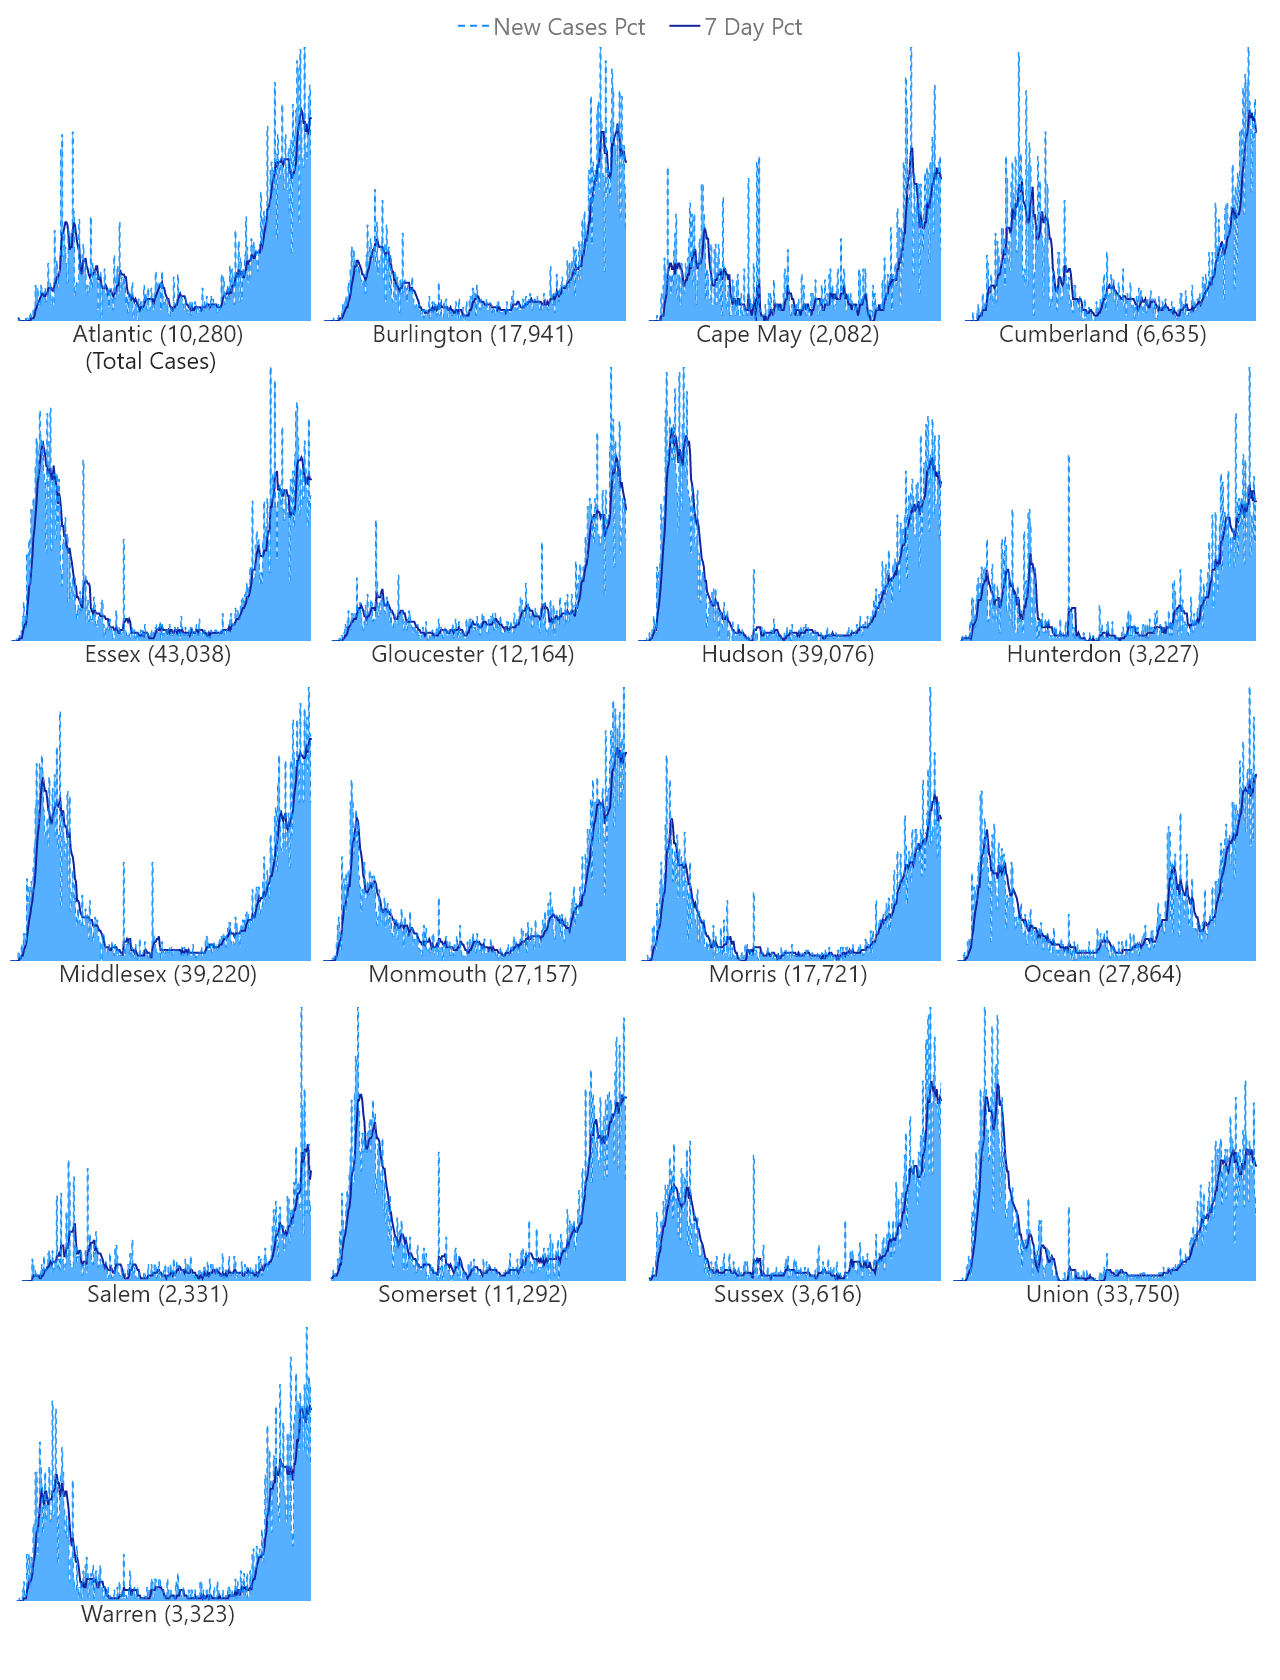 New Cases Pct 7 Day Pct
Atlantic (10,280) Burlington (17,941) Cape May (2,082) Cumberland (6,635)
(Total Cases)
Essex (43,038) Gloucester (12,164) Hudson (39,076) Hunterdon (3,227)
Middlesex (39,220) Monmouth (27,157) Morris (17,721) Ocean (27,864)
Salem (2,331) Somerset (11,292) Sussex (3,616) Union (33,750)
Warren (3,323)